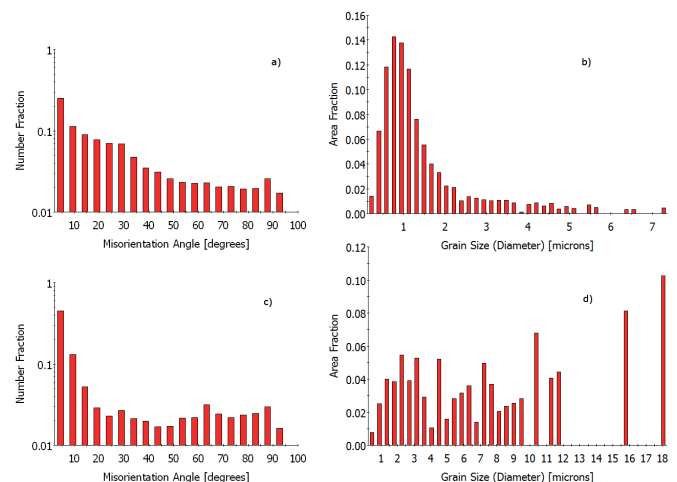 a)
1
0.1
0.01
Number Fraction
10 20 30 40 50 60 70 80 90 100
Misorientation Angle [degrees]
b)
0.16
0.14
0.12
0.10
0.08
0.06
0.04
0.02
0.00
Area Fraction
1 2 3 4 5 6 7
Grain Size (Diameter) [microns]
c)
1
0.1
0.01
Number Fraction
10 20 30 40 50 60 70 80 90 100
Misorientation Angle [degrees]
d)
0.12
0.10
0.08
0.06
0.04
0.02
0.00
Area Fraction
1 2 3 4 5 6 7 8 9 10 11 12 13 14 15 16 17 18
Grain Size (Diameter) [microns]